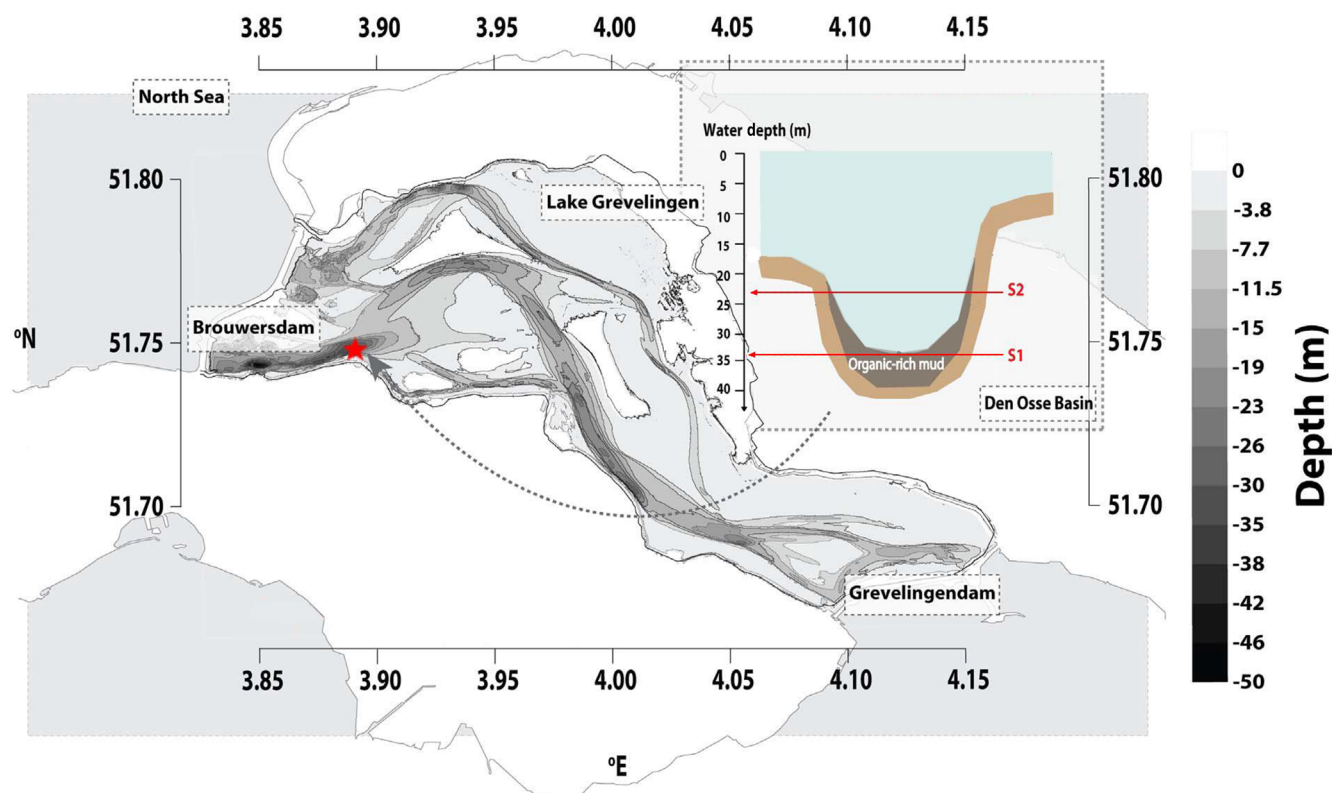 3.85 3.90 3.95 4.00 4.05 4.10 4.15
North Sea
Water depth (m)
0
5
10
15
20
25
30
35
40
S2
S1
Organic-rich mud
Den Osse Basin
51.80
51.75
51.70
ºN
Lake Grevelingen
Brouwersdam
Grevelingendam
51.80
51.75
51.70
0
-3.8
-7.7
-11.5
-15
-19
-23
-26
-30
-35
-38
-42
-46
-50
Depth (m)
3.85 3.90 3.95 4.00 4.05 4.10 4.15
ºE